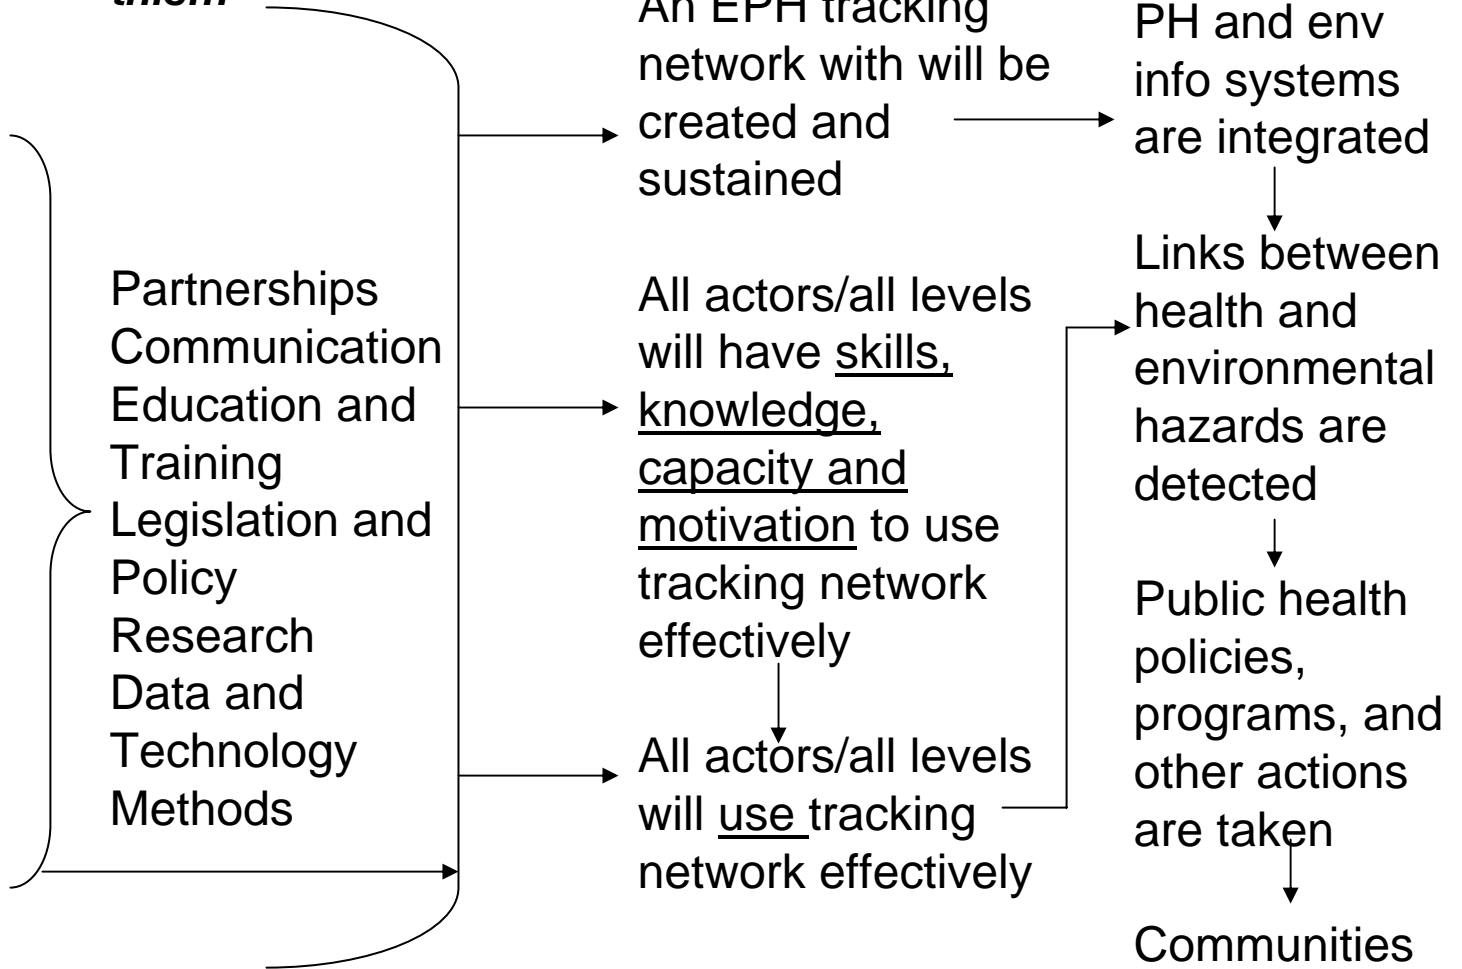 An EPH tracking
network with will be
created and
sustained
PH and env
info systems
are integrated
Partnerships
Communication
Education and
Training
Legislation and
Policy
Research
Data and
Technology
Methods
All actors/all levels
will have skills,
knowledge,
capacity and
motivation to use
tracking network
effectively
All actors/all levels
will use tracking
network effectively
Links between
health and
environmental
hazards are
detected
Public health
policies,
programs, and
other actions
are taken
Communities